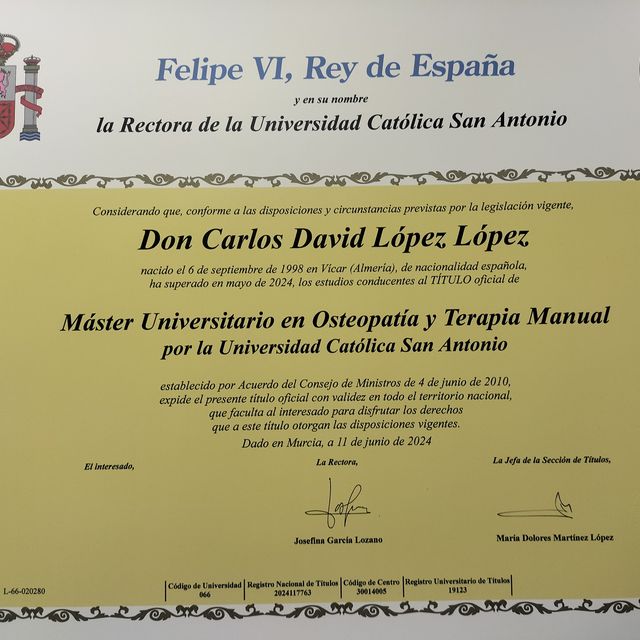 Felipe VI, Rey de España
y en su nombre
la Rectora de la Universidad Católica San Antonio
Considerando que, conforme a las disposiciones y circunstancias previstas por la legislación vigente,
Don Carlos David López López
nacido el 6 de septiembre de 1998 en Vícar (Almería), de nacionalidad española,
ha superado en mayo de 2024, los estudios conducentes al TÍTULO oficial de
Máster Universitario en Osteopatía y Terapia Manual
por la Universidad Católica San Antonio
establecido por Acuerdo del Consejo de Ministros de 4 de junio de 2010,
expide el presente título oficial con validez en todo el territorio nacional,
que faculta al interesado para disfrutar los derechos
que a este título otorgan las disposiciones vigentes.
Dado en Murcia, a 11 de junio de 2024
El interesado, La Rectora, La Jefa de la Sección de Títulos,
Josefina García Lozano María Dolores Martínez López
Código de Universidad Registro Nacional de Títulos Código de Centro Registro Universitario de Títulos
L-66-020280 066 2024117763 30014005 19123